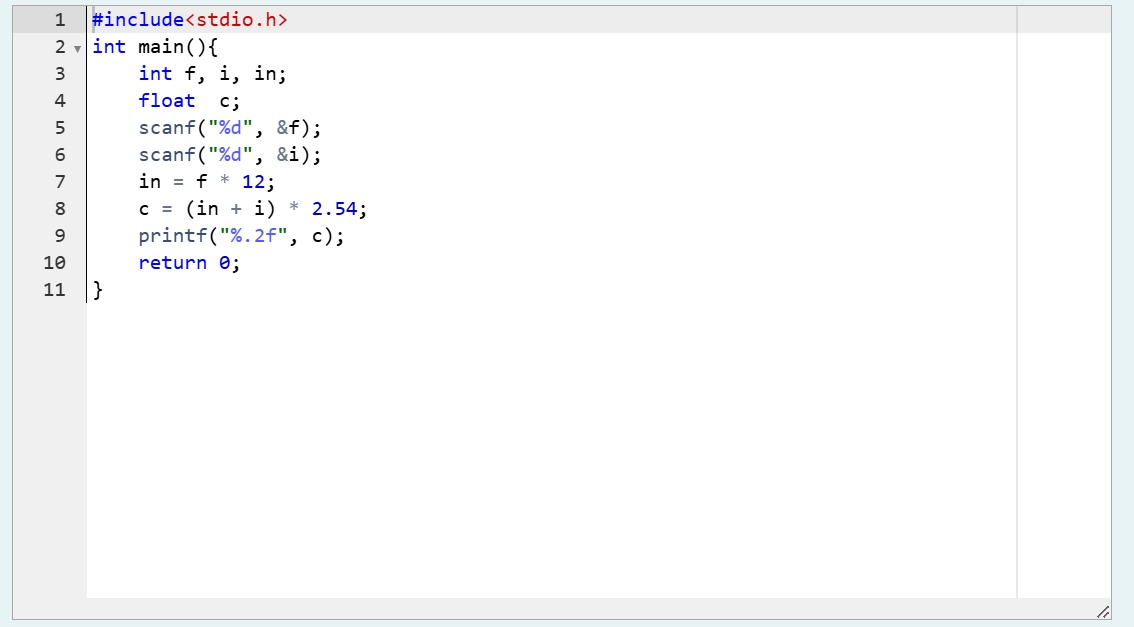 1 #include<stdio.h>
2 int main(){
3     int f, i, in;
4     float  c;
5     scanf("%d", &f);
6     scanf("%d", &i);
7     in = f * 12;
8     c = (in + i) * 2.54;
9     printf("%.2f", c);
10     return 0;
11 }